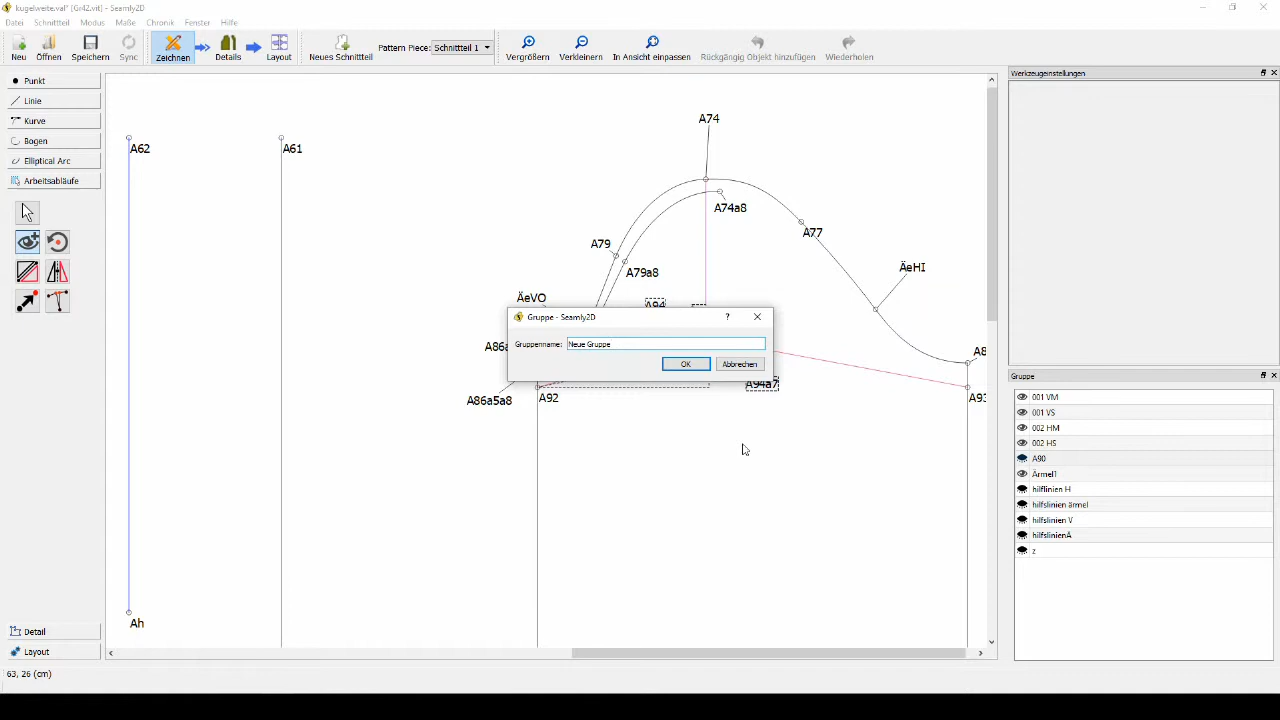 kugelweite.val* [Gr42.vit] - Seamly2D
Datei Schnittteil Modus Maße Chronik Fenster Hilfe
Neu Öffnen Speichern Sync Zeichnen Details Layout Neues Schnittteil Pattern Piece: Schnittteil 1 Vergrößern Verkleinern In Ansicht einpassen Rückgängig Objekt hinzufügen Wiederholen
Punkt
Linie
Kurve
Bogen
Elliptical Arc
Arbeitsabläufe
Detail
Layout
A62
A61
A74
A74a8
A77
A79
A79a8
ÄeHI
ÄeVO
A94
A86a5a8
A92
A94a7
A93
Ah
Gruppe - Seamly2D
?
Gruppenname: Neue Gruppe
OK Abbrechen
Werkzeugeinstellungen
Gruppe
001 VM
001 VS
002 HM
002 HS
A90
Ärmel1
hilflinien H
hilfslinien ärmel
hilfslinien V
hilfslinienÄ
z
63, 26 (cm)